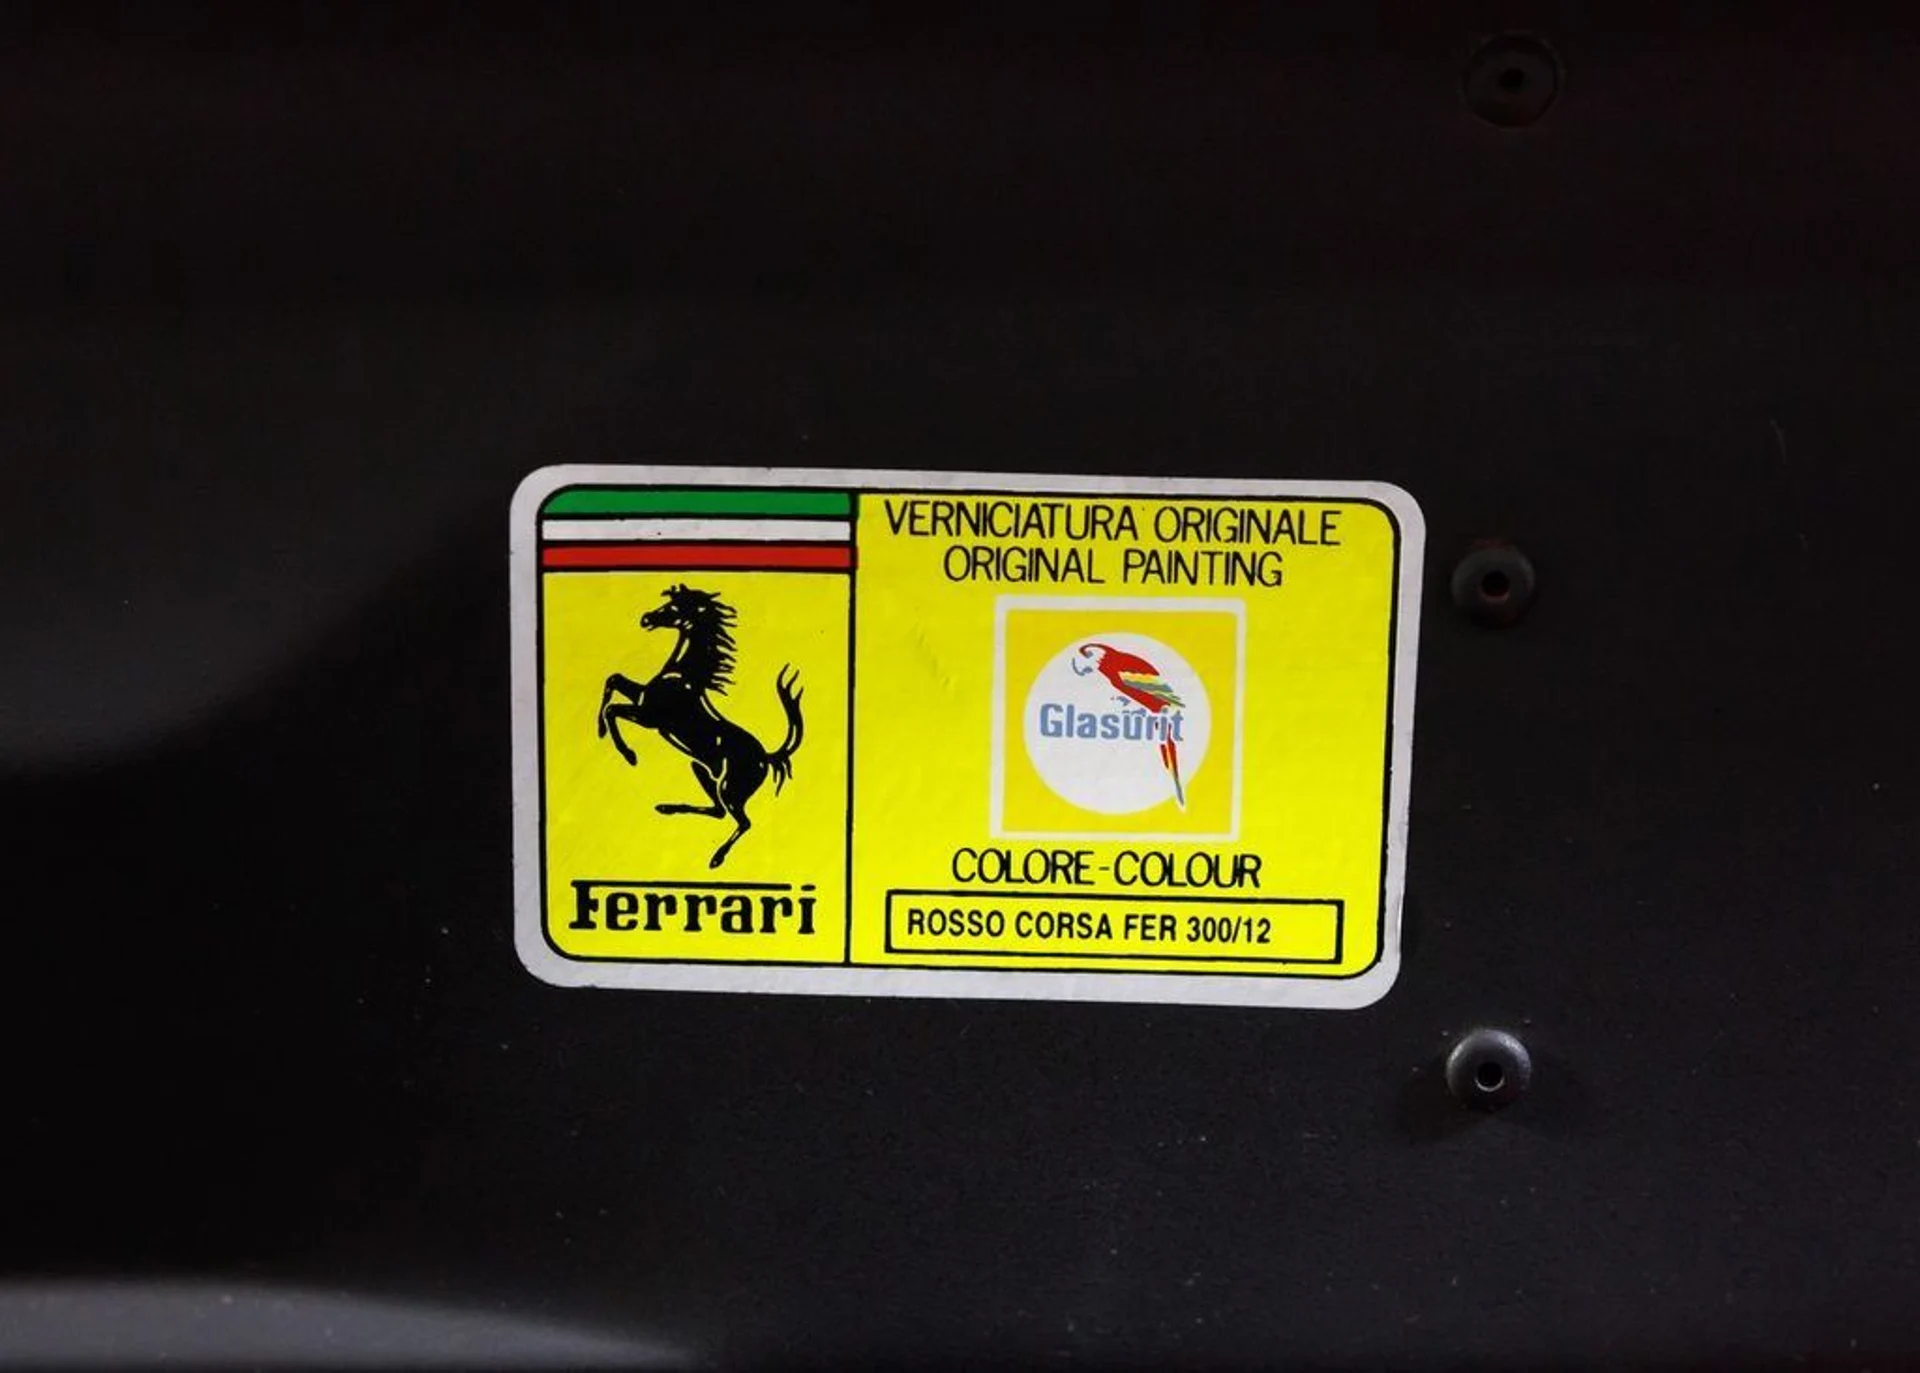 Ferrari
VERNICIATURA ORIGINALE
ORIGINAL PAINTING
Glasurit
COLORE-COLOUR
ROSSO CORSA FER 300/12